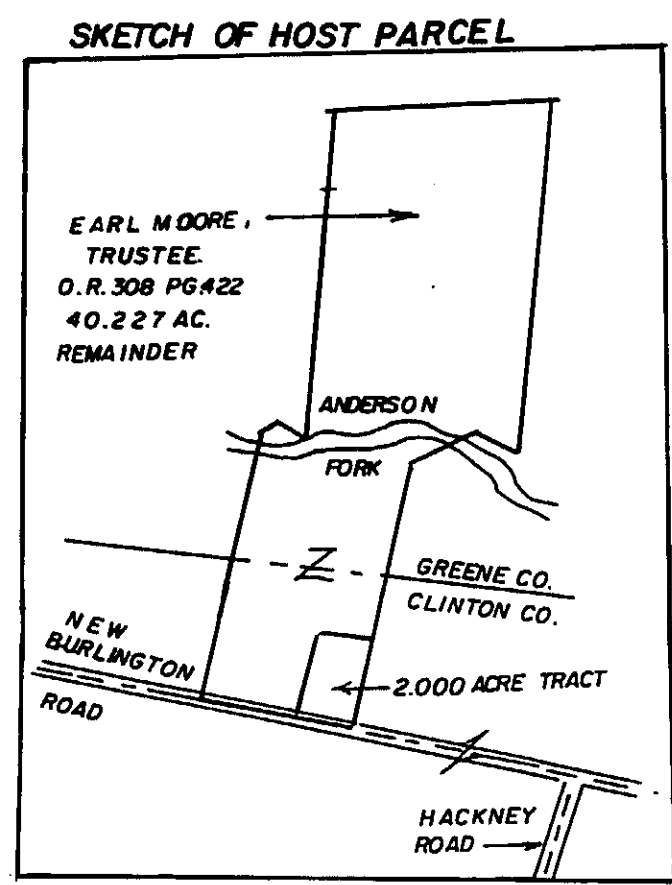 SKETCH OF HOST PARCEL
EARL MOORE,
TRUSTEE.
O.R. 308 PG.422
40.227 AC.
REMAINDER
ANDERSON
FORK
GREENE CO.
CLINTON CO.
NEW
BURLINGTON
ROAD
2.000 ACRE TRACT
HACKNEY
ROAD